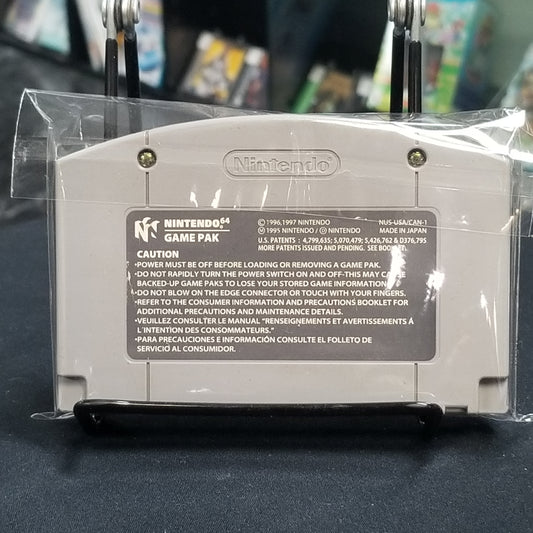 Nintendo
NINTENDO 64
GAME PAK
© 1996,1997 NINTENDO
NUS-USA/CAN-1
Ⓜ 1995 NINTENDO / Ⓓ NINTENDO
MADE IN JAPAN
U.S. PATENTS : 4,799,635; 5,070,479; 5,426,762 & D376,795
MORE PATENTS ISSUED AND PENDING. SEE BOOKLET.
CAUTION
•POWER MUST BE OFF BEFORE LOADING OR REMOVING A GAME PAK.
•DO NOT RAPIDLY TURN THE POWER SWITCH ON AND OFF-THIS MAY CAUSE
BACKED-UP GAME PAKS TO LOSE YOUR STORED GAME INFORMATION.
•DO NOT BLOW ON THE EDGE CONNECTOR OR TOUCH WITH YOUR FINGERS.
•REFER TO THE CONSUMER INFORMATION AND PRECAUTIONS BOOKLET FOR
ADDITIONAL PRECAUTIONS AND MAINTENANCE DETAILS.
•VEUILLEZ CONSULTER LE MANUEL "RENSEIGNEMENTS ET AVERTISSEMENTS Á
L'INTENTION DES CONSOMMATEURS."
•PARA PRECAUCIONES E INFORMACIÓN CONSULTE EL FOLLETO DE
SERVICIO AL CONSUMIDOR.